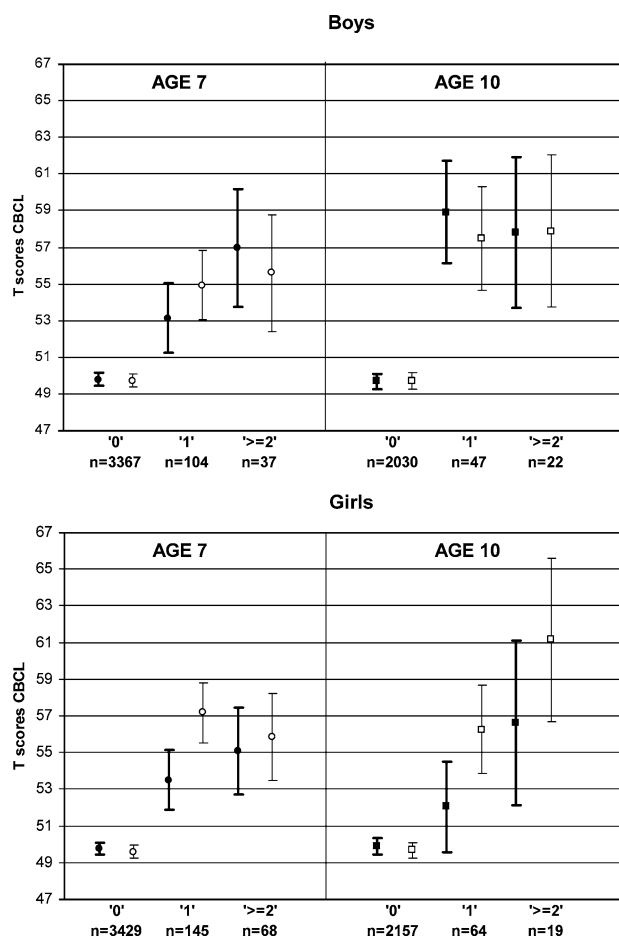 Boys
AGE 7 AGE 10
67
65
63
61
59
57
55
53
51
49
47
T scores CBCL
'0' '1' '>=2' '0' '1' '>=2'
n=3367 n=104 n=37 n=2030 n=47 n=22
Girls
AGE 7 AGE 10
67
65
63
61
59
57
55
53
51
49
47
T scores CBCL
'0' '1' '>=2' '0' '1' '>=2'
n=3429 n=145 n=68 n=2157 n=64 n=19